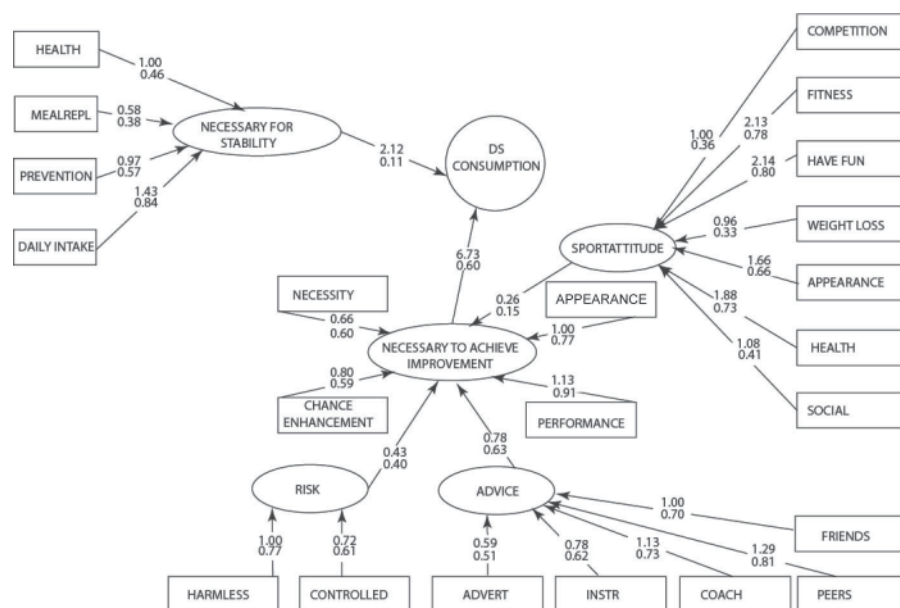 COMPETITION
HEALTH
1.00
0.46
FITNESS
MEALREPL
0.58
0.38
NECESSARY FOR
STABILITY
2.13
0.78
1.00
0.36
DS
CONSUMPTION
2.12
0.11
HAVE FUN
2.14
0.80
PREVENTION
0.97
0.57
1.43
0.84
WEIGHT LOSS
0.96
0.33
DAILY INTAKE
SPORTATTITUDE
6.73
0.60
1.66
0.66
APPEARANCE
NECESSITY
0.66
0.60
0.26
0.15
APPEARANCE
1.00
0.77
1.88
0.73
HEALTH
NECESSARY TO ACHIEVE
IMPROVEMENT
1.08
0.41
0.80
0.59
1.13
0.91
CHANCE
ENHANCEMENT
PERFORMANCE
SOCIAL
0.43
0.40
0.78
0.63
RISK
ADVICE
1.00
0.70
FRIENDS
1.00
0.77
0.72
0.61
0.59
0.51
0.78
0.62
1.13
0.73
1.29
0.81
HARMLESS
CONTROLLED
ADVERT
INSTR
COACH
PEERS